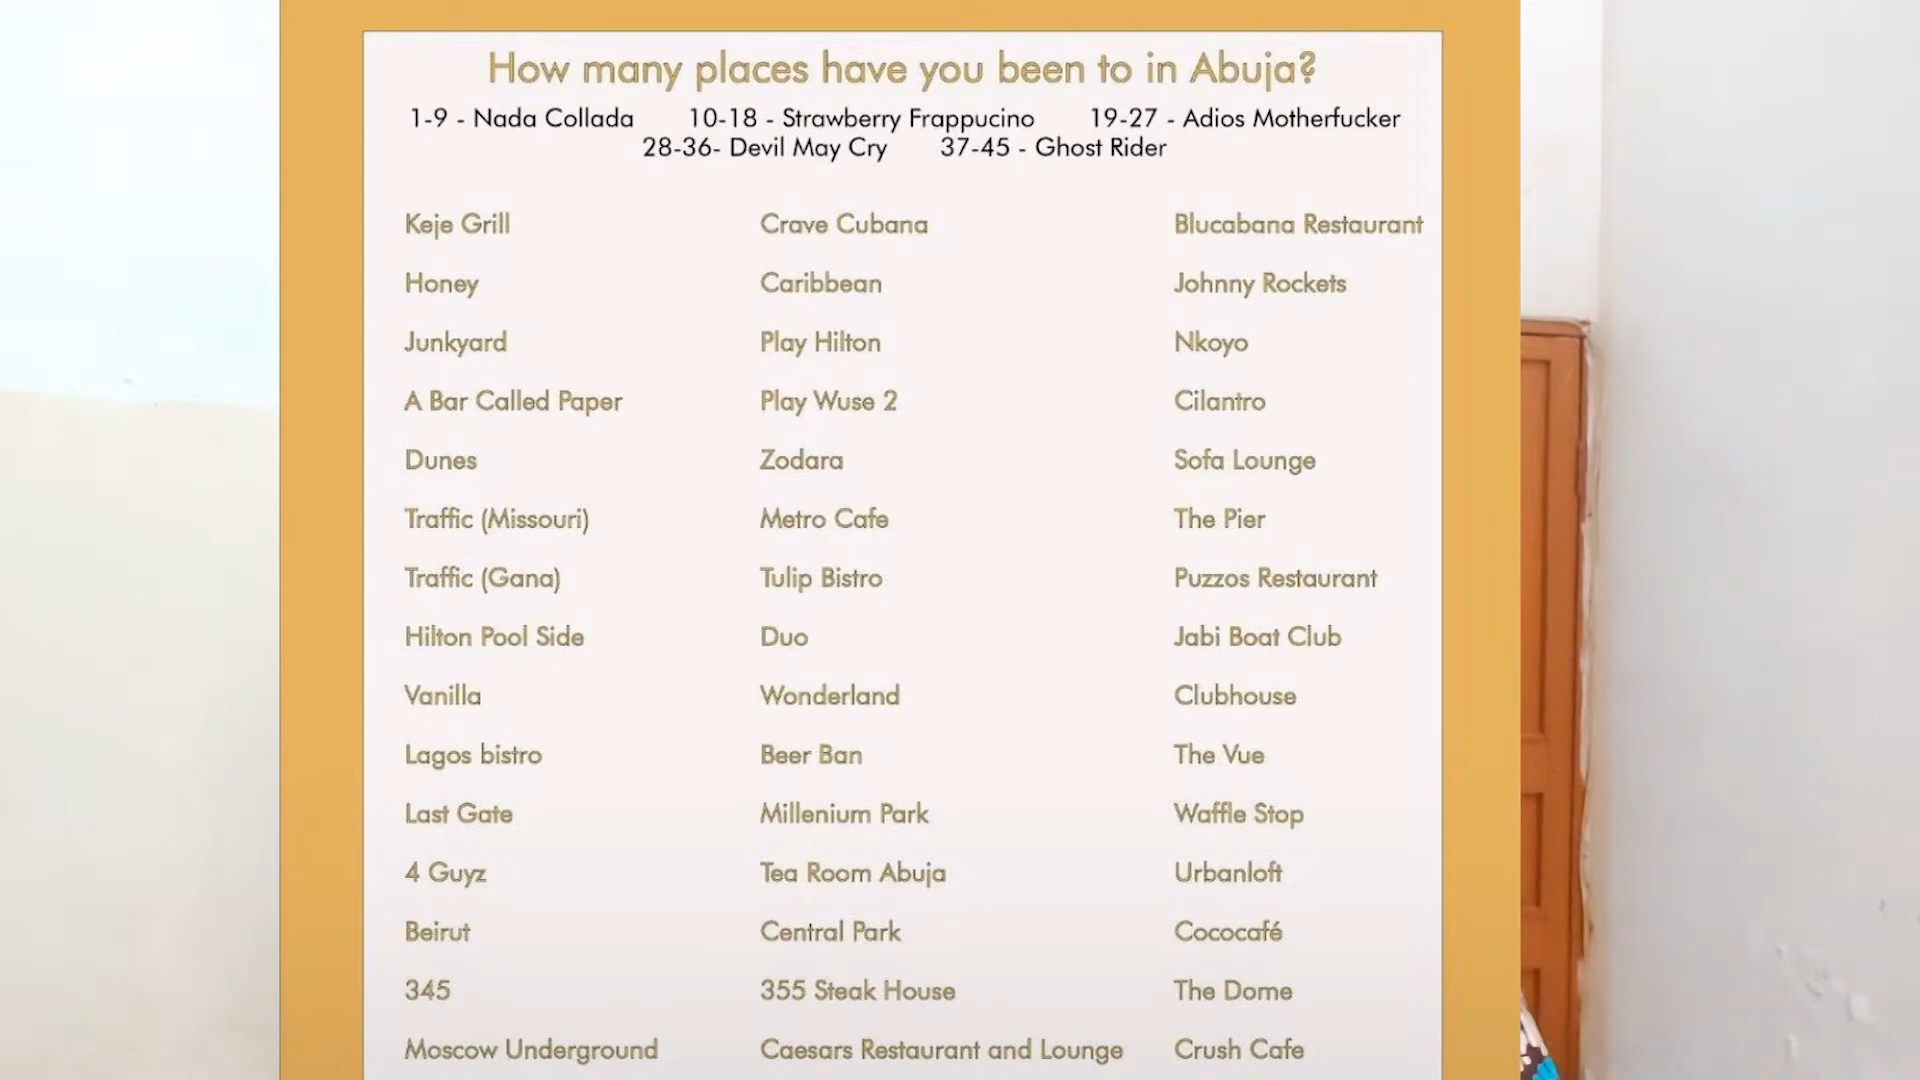 How many places have you been to in Abuja?
1-9 - Nada Collada 10-18 - Strawberry Frappucino 19-27 - Adios Motherfucker
28-36- Devil May Cry 37-45 - Ghost Rider
Keje Grill Crave Cubana Blucabana Restaurant
Honey Caribbean Johnny Rockets
Junkyard Play Hilton Nkoyo
A Bar Called Paper Play Wuse 2 Cilantro
Dunes Zodara Sofa Lounge
Traffic (Missouri) Metro Cafe The Pier
Traffic (Gana) Tulip Bistro Puzzos Restaurant
Hilton Pool Side Duo Jabi Boat Club
Vanilla Wonderland Clubhouse
Lagos bistro Beer Ban The Vue
Last Gate Millenium Park Waffle Stop
4 Guyz Tea Room Abuja Urbanloft
Beirut Central Park Cococafé
345 355 Steak House The Dome
Moscow Underground Caesars Restaurant and Lounge Crush Cafe